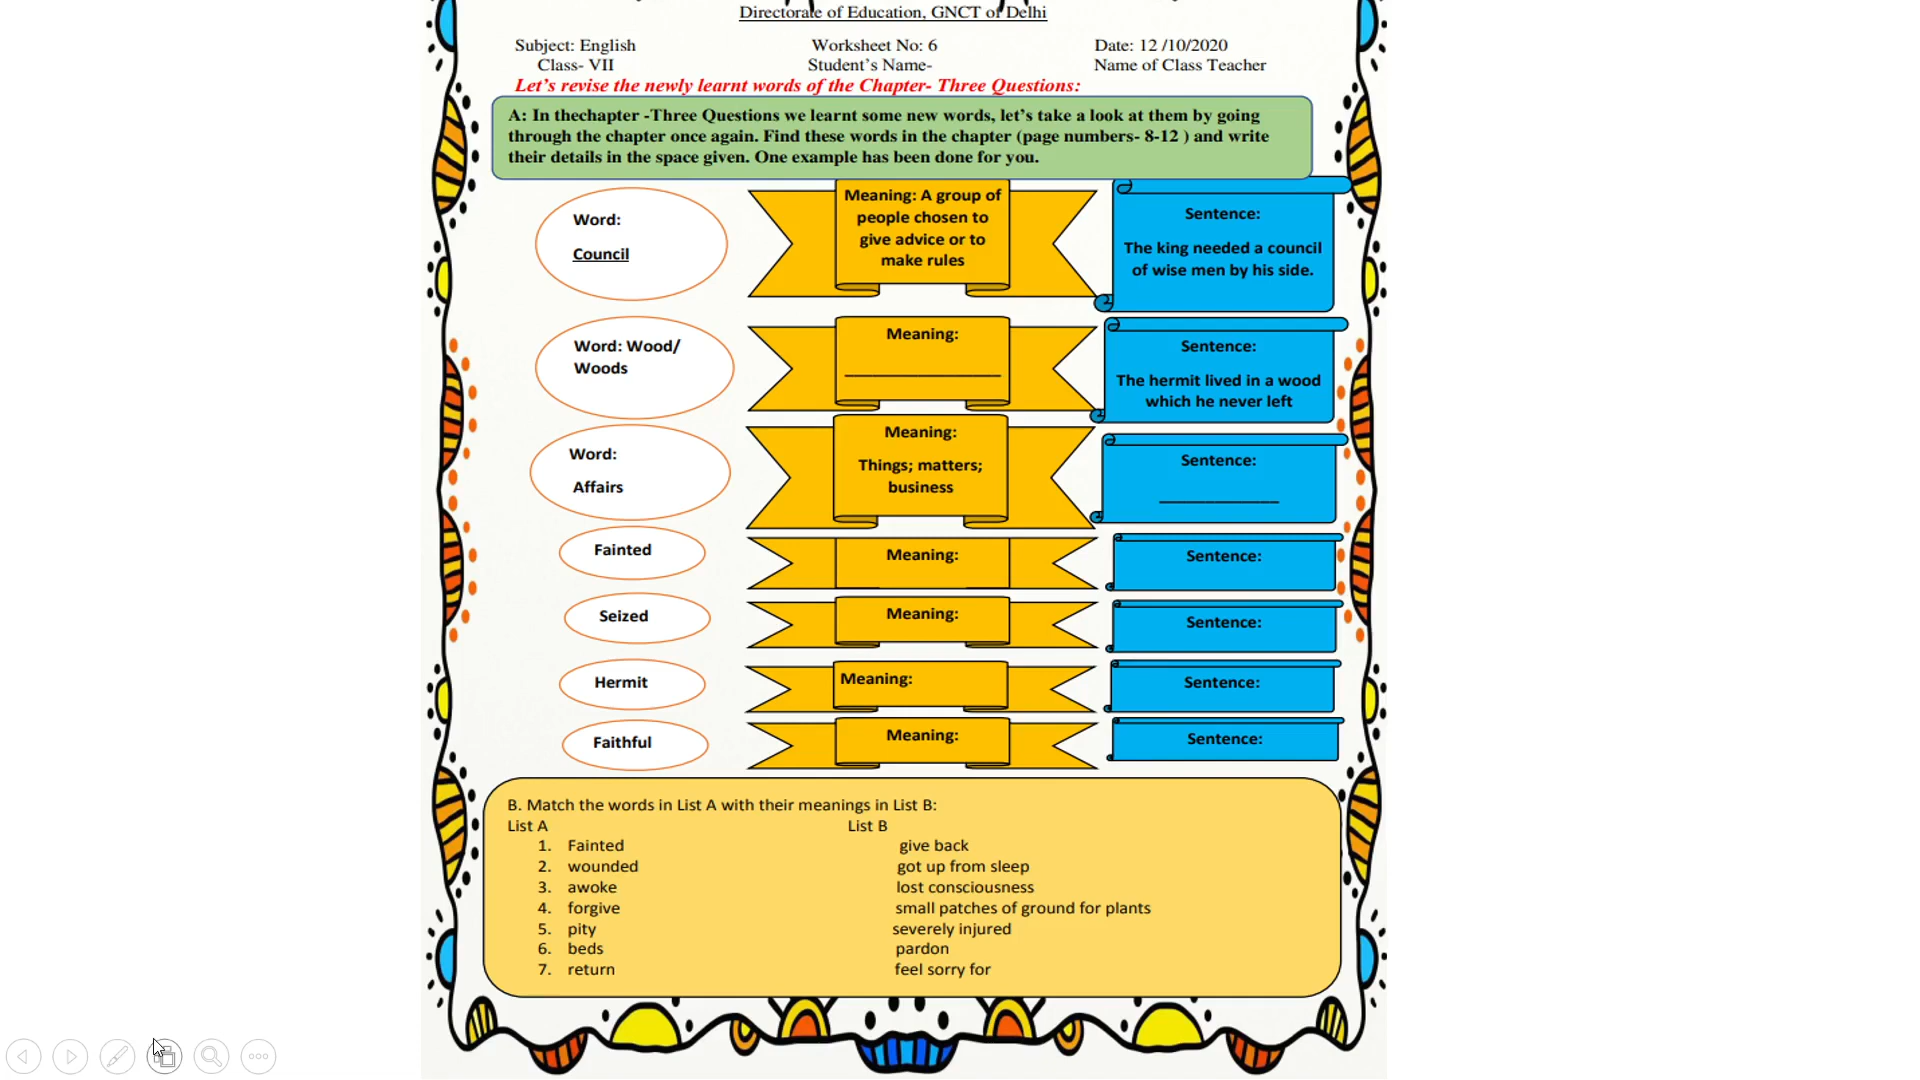 Directorate of Education, GNCT of Delhi
Subject: English Worksheet No: 6 Date: 12 /10/2020
Class- VII Student's Name- Name of Class Teacher
Let's revise the newly learnt words of the Chapter- Three Questions:
A: In thechapter -Three Questions we learnt some new words, let's take a look at them by going
through the chapter once again. Find these words in the chapter (page numbers- 8-12 ) and write
their details in the space given. One example has been done for you.
Word:
Council
Meaning: A group of
people chosen to
give advice or to
make rules
Sentence:
The king needed a council
of wise men by his side.
Word: Wood/
Woods
Meaning:
Sentence:
The hermit lived in a wood
which he never left
Word:
Affairs
Meaning:
Things; matters;
business
Sentence:
Fainted
Meaning:
Sentence:
Seized
Meaning:
Sentence:
Hermit
Meaning:
Sentence:
Faithful
Meaning:
Sentence:
B. Match the words in List A with their meanings in List B:
List A List B
1. Fainted give back
2. wounded got up from sleep
3. awoke lost consciousness
4. forgive small patches of ground for plants
5. pity severely injured
6. beds pardon
7. return feel sorry for